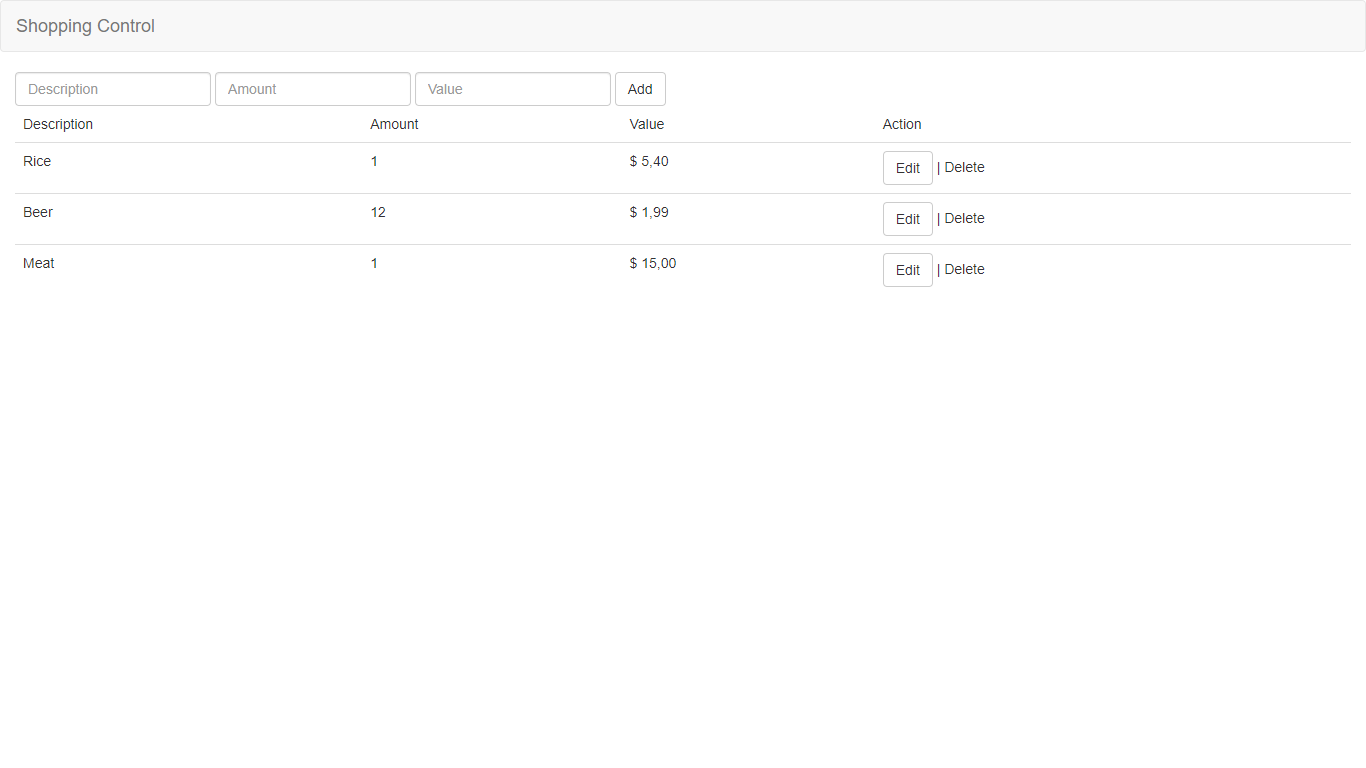 Shopping Control
Description Amount Value Add
Description Amount Value Action
Rice 1 $ 5,40 Edit | Delete
Beer 12 $ 1,99 Edit | Delete
Meat 1 $ 15,00 Edit | Delete